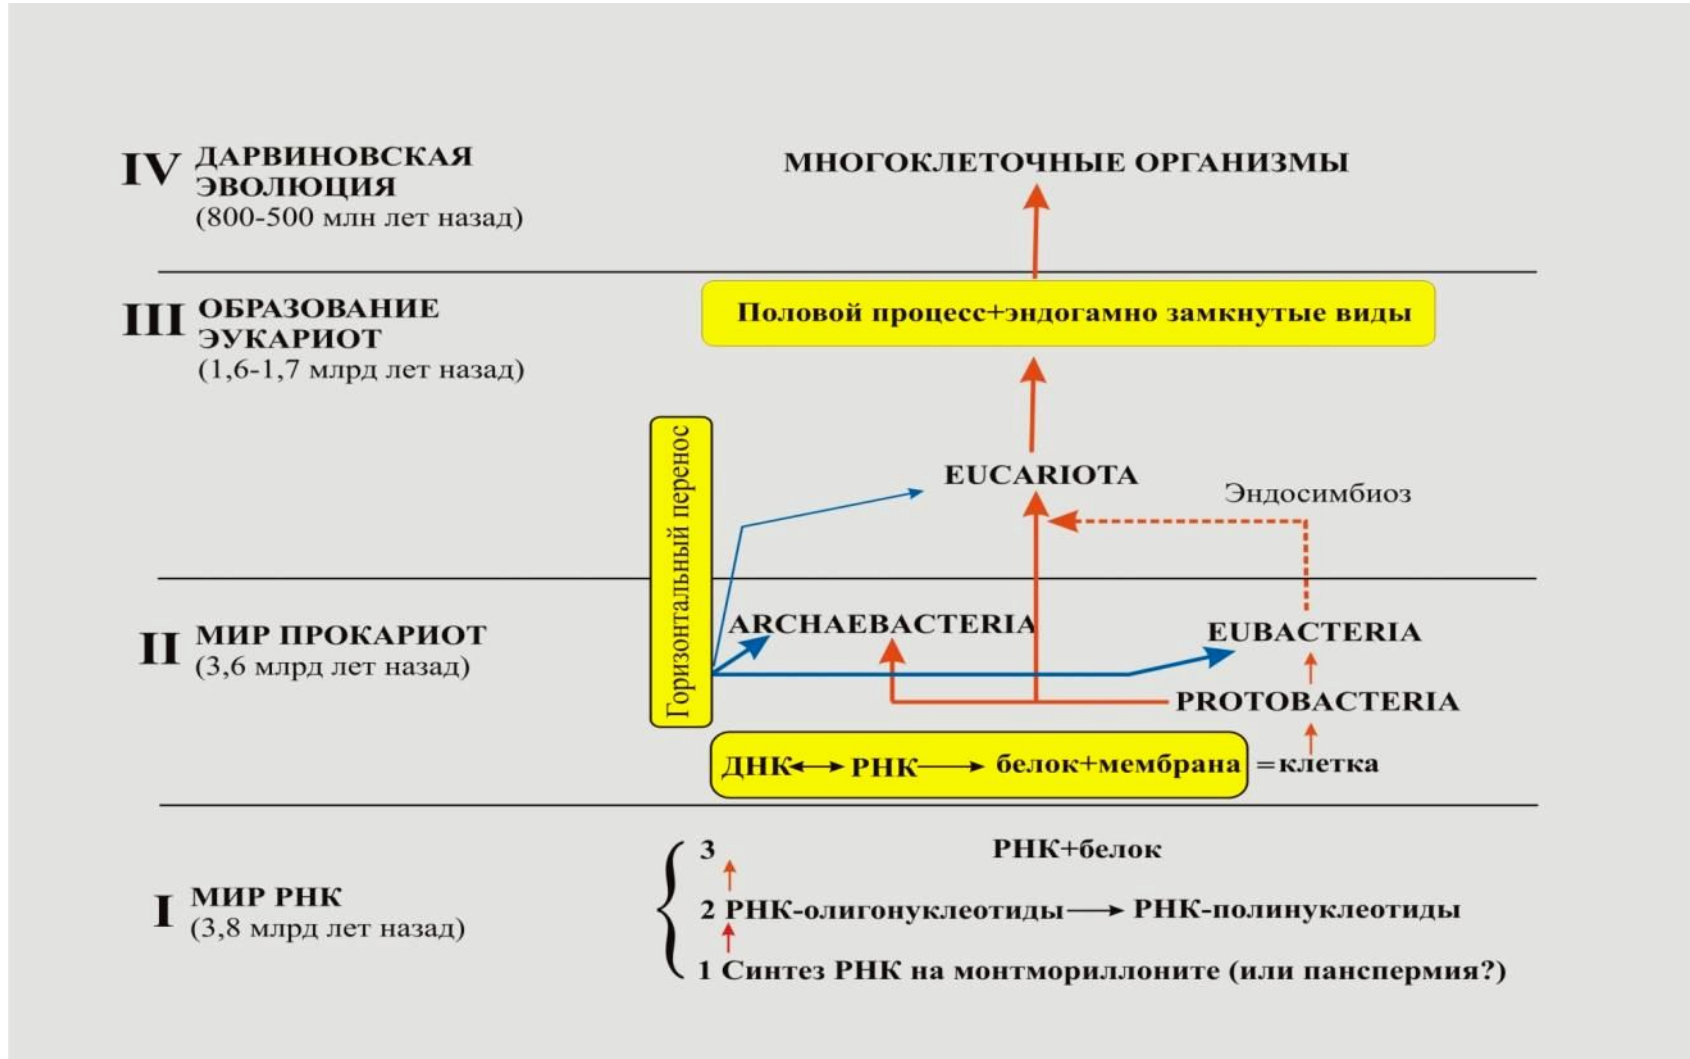 IV ДАРВИНОВСКАЯ
ЭВОЛЮЦИЯ
(800-500 млн лет назад)
МНОГОКЛЕТОЧНЫЕ ОРГАНИЗМЫ
III ОБРАЗОВАНИЕ
ЭУКАРИОТ
(1,6-1,7 млрд лет назад)
Половой процесс+эндогамно замкнутые виды
Горизонтальный перенос
EUCARIOTA
Эндосимбиоз
II МИР ПРОКАРИОТ
(3,6 млрд лет назад)
ARCHAEBACTERIA
EUBACTERIA
PROTOBACTERIA
ДНК↔РНК→белок+мембрана =клетка
I МИР РНК
(3,8 млрд лет назад)
3 РНК+белок
2 РНК-олигонуклеотиды→РНК-полинуклеотиды
1 Синтез РНК на монтмориллоните (или панспермия?)